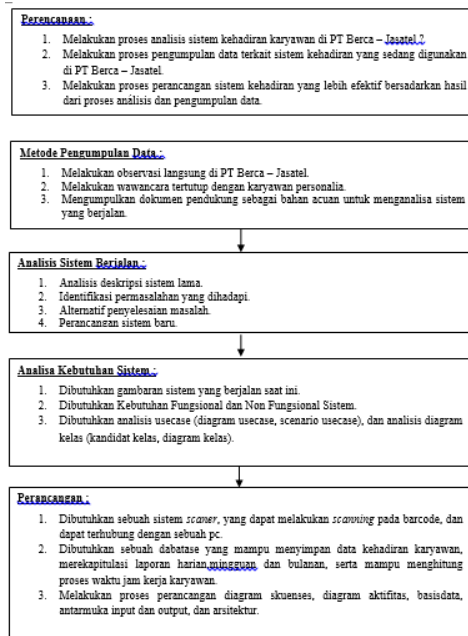 Perencanaan :
1. Melakukan proses analisis sistem kehadiran karyawan di PT Berca – Jasatel ?
2. Melakukan proses pengumpulan data terkait sistem kehadiran yang sedang digunakan
di PT Berca – Jasatel.
3. Melakukan proses perancangan sistem kehadiran yang lebih efektif bersadarkan hasil
dari proses analisis dan pengumpulan data.
Metode Pengumpulan Data :
1. Melakukan observasi langsung di PT Berca – Jasatel.
2. Melakukan wawancara tertutup dengan karyawan personalia.
3. Mengumpulkan dokumen pendukung sebagai bahan acuan untuk menganalisa sistem
yang berjalan.
Analisis Sistem Berjalan :
1. Analisis deskripsi sistem lama.
2. Identifikasi permasalahan yang dihadapi.
3. Alternatif penyelesaian masalah.
4. Perancangan sistem baru.
Analisa Kebutuhan Sistem :
1. Dibutuhkan gambaran sistem yang berjalan saat ini.
2. Dibutuhkan Kebutuhan Fungsional dan Non Fungsional Sistem.
3. Dibutuhkan analisis usecase (diagram usecase, scenario usecase), dan analisis diagram
kelas (kandidat kelas, diagram kelas).
Perancangan :
1. Dibutuhkan sebuah sistem scaner, yang dapat melakukan scanning pada barcode, dan
dapat terhubung dengan sebuah pc.
2. Dibutuhkan sebuah dabatase yang mampu menyimpan data kehadiran karyawan,
merekapitulasi laporan harian,mingguan dan bulanan, serta mampu menghitung
proses waktu jam kerja karyawan.
3. Melakukan proses perancangan diagram skuenses, diagram aktifitas, basisdata,
antarmuka input dan output, dan arsitektur.